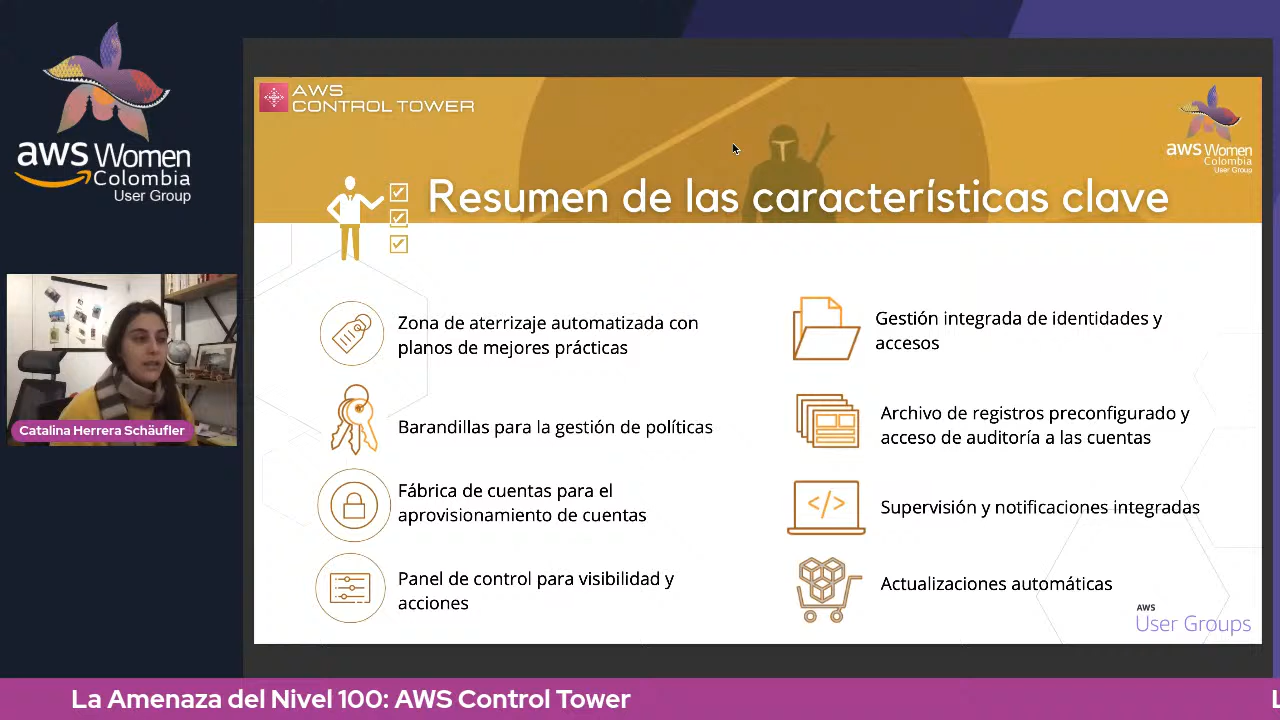 aws Women
Colombia
User Group
Catalina Herrera Schäufler
AWS
CONTROL TOWER
aws Women
Colombia
User Group
Resumen de las características clave
Zona de aterrizaje automatizada con
planos de mejores prácticas
Barandillas para la gestión de políticas
Fábrica de cuentas para el
aprovisionamiento de cuentas
Panel de control para visibilidad y
acciones
Gestión integrada de identidades y
accesos
Archivo de registros preconfigurado y
acceso de auditoría a las cuentas
</>
Supervisión y notificaciones integradas
Actualizaciones automáticas
AWS
User Groups
La Amenaza del Nivel 100: AWS Control Tower
L